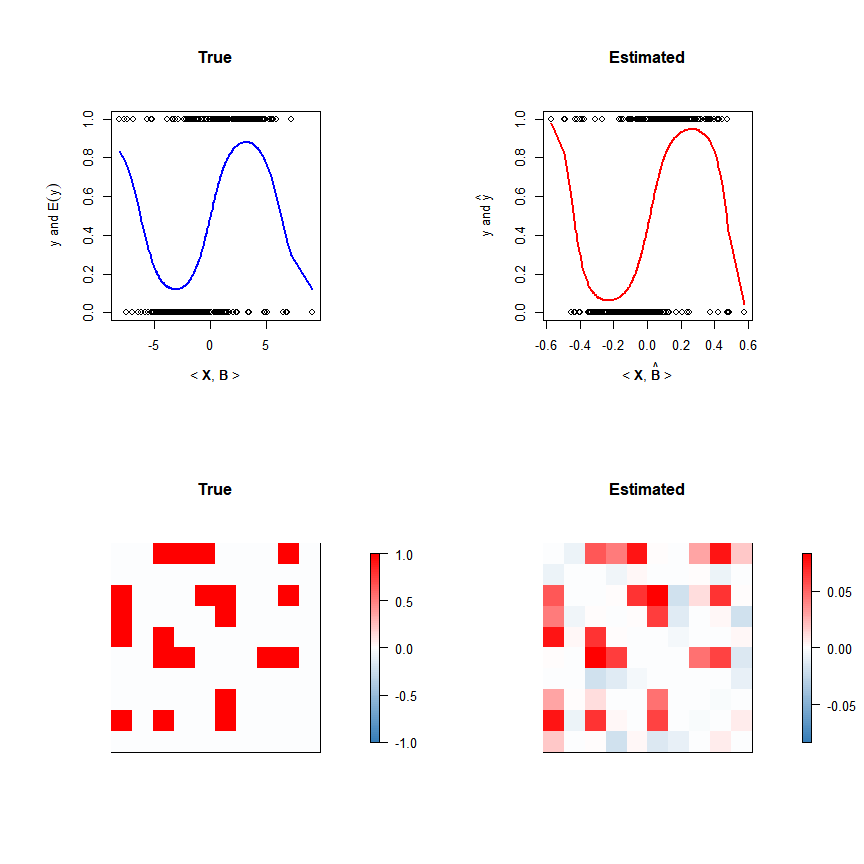 True
y and E(y)
0.0 0.2 0.4 0.6 0.8 1.0
-5 0 5
< X, B >
Estimated
y and ŷ
0.0 0.2 0.4 0.6 0.8 1.0
-0.6 -0.4 -0.2 0.0 0.2 0.4 0.6
< X, B̂ >
True
1.0
0.5
0.0
-0.5
-1.0
Estimated
0.05
0.00
-0.05